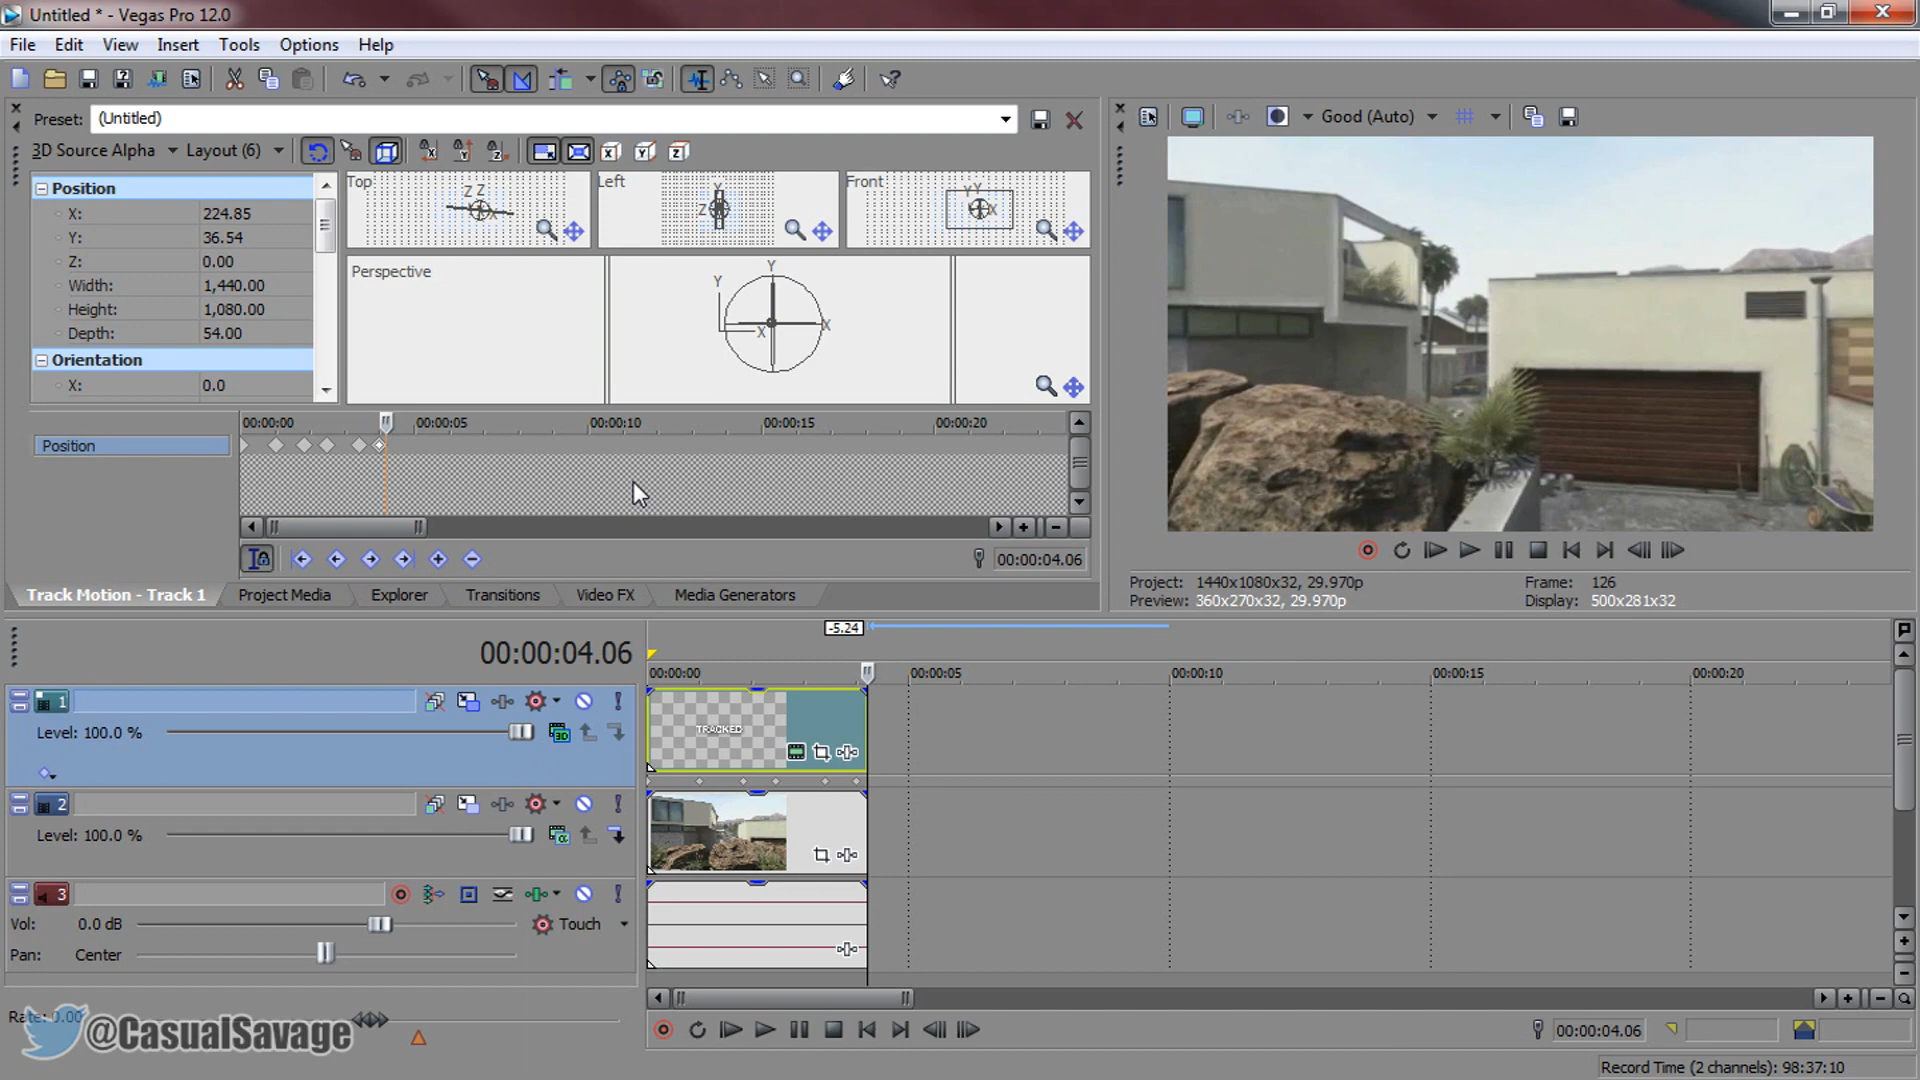 Untitled * - Vegas Pro 12.0
File Edit View Insert Tools Options Help
Preset: (Untitled)
Good (Auto)
3D Source Alpha Layout (6)
Position
X: 224.85
Y: 36.54
Z: 0.00
Width: 1,440.00
Height: 1,080.00
Depth: 54.00
Orientation
X: 0.0
Top
Z Z
X
Left
Y
Z
Front
Y Y
X
Perspective
Y
Y
X
X
00:00:00 00:00:05 00:00:10 00:00:15 00:00:20
Position
00:00:04.06
Track Motion - Track 1 Project Media Explorer Transitions Video FX Media Generators
Project: 1440x1080x32, 29.970p
Preview: 360x270x32, 29.970p
Frame: 126
Display: 500x281x32
-5.24
00:00:04.06
00:00:00 00:00:05 00:00:10 00:00:15 00:00:20
1
Level: 100.0 %
3D
TRACKED
2
Level: 100.0 %
3
Vol: 0.0 dB
Touch
Pan: Center
Rate: 0.00
@CasualSavage
00:00:04.06
Record Time (2 channels): 98:37:10